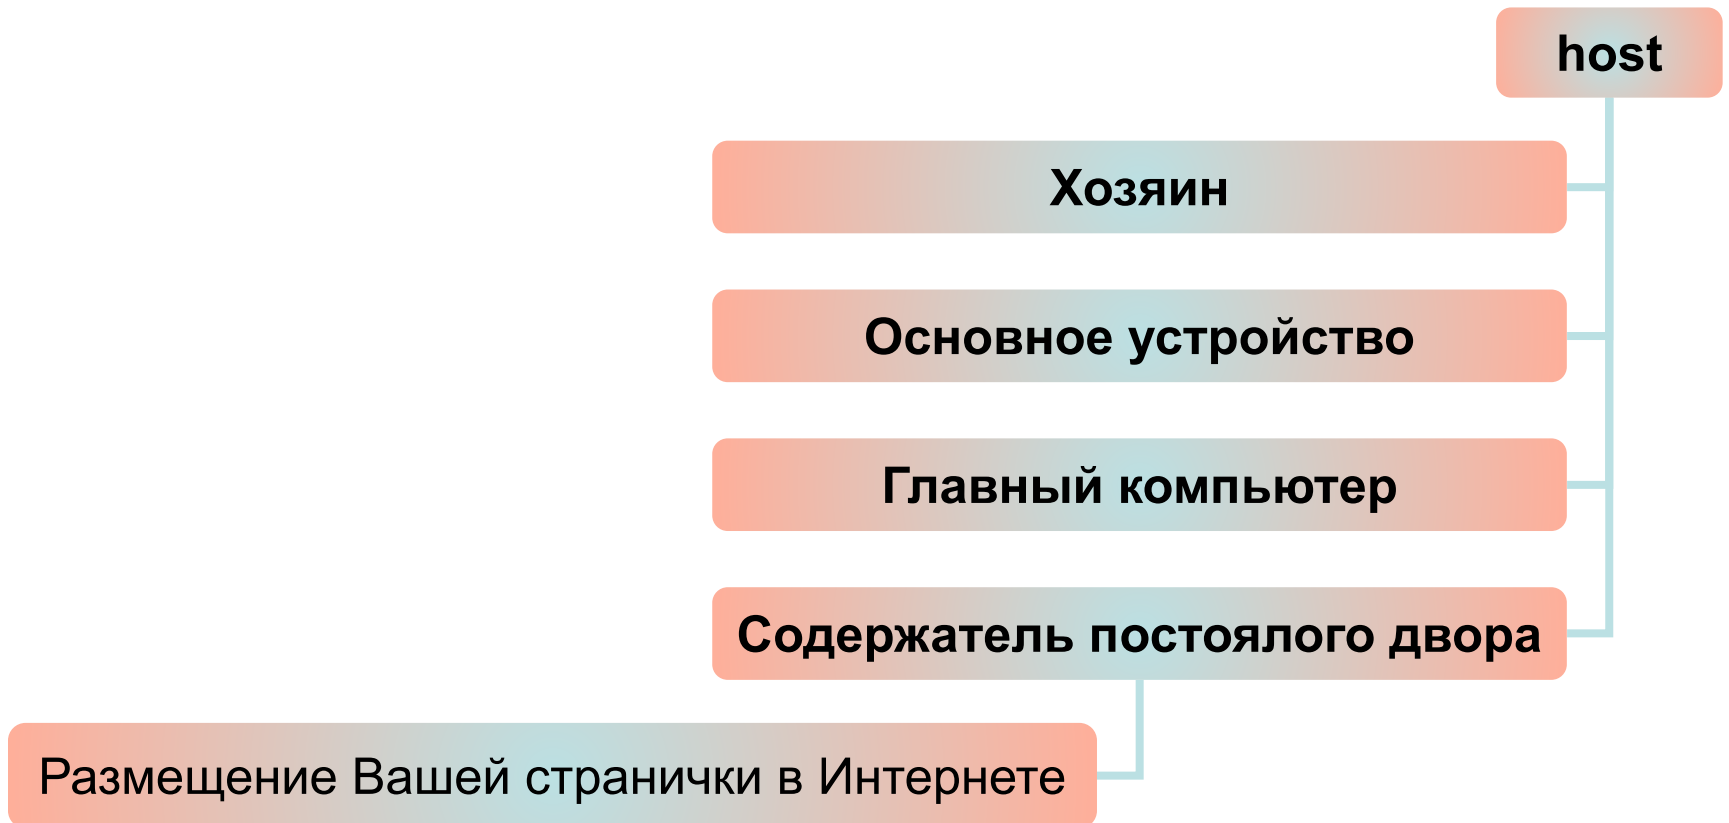 host
Хозяин
Основное устройство
Главный компьютер
Содержатель постоялого двора
Размещение Вашей странички в Интернете